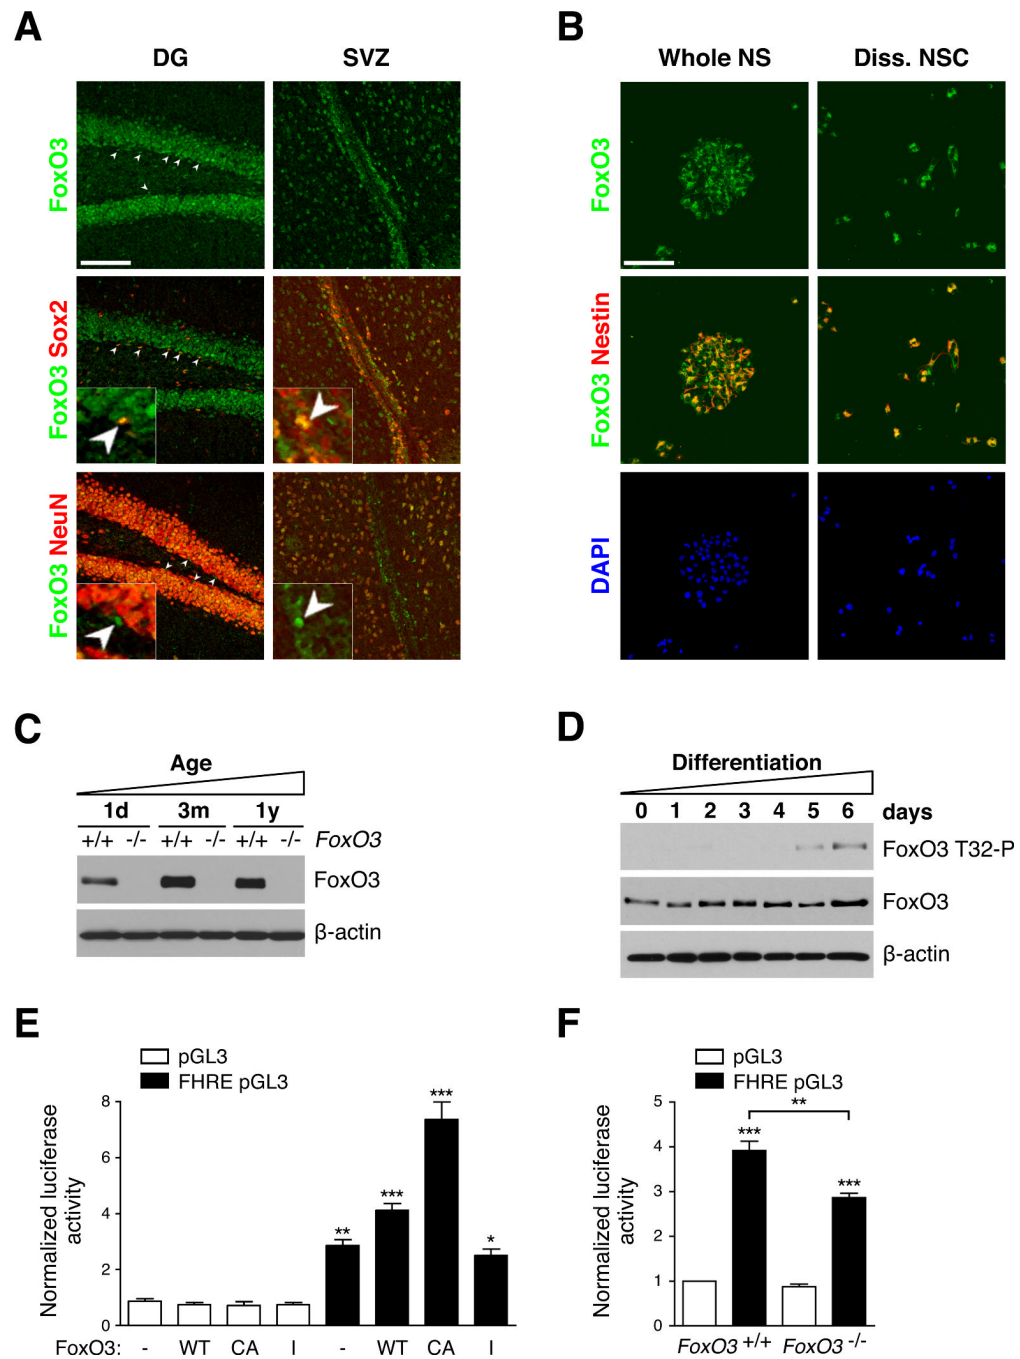 A
DG
SVZ
FoxO3
FoxO3 Sox2
FoxO3 NeuN
B
Whole NS
Diss. NSC
FoxO3
FoxO3 Nestin
DAPI
C
Age
1d 3m 1y
+/+ -/- +/+ -/- +/+ -/- FoxO3
FoxO3
β-actin
D
Differentiation
0 1 2 3 4 5 6 days
FoxO3 T32-P
FoxO3
β-actin
E
pGL3
FHRE pGL3
Normalized luciferase
activity
8
6
4
2
0
** *** *** *
FoxO3: - WT CA I - WT CA I
F
pGL3
FHRE pGL3
Normalized luciferase
activity
5
4
3
2
1
0
**
*** ***
FoxO3 +/+ FoxO3 -/-